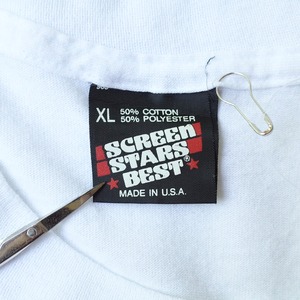 XL 50% COTTON
50% POLYESTER
SCREEN
STARS
BEST®
MADE IN U.S.A.